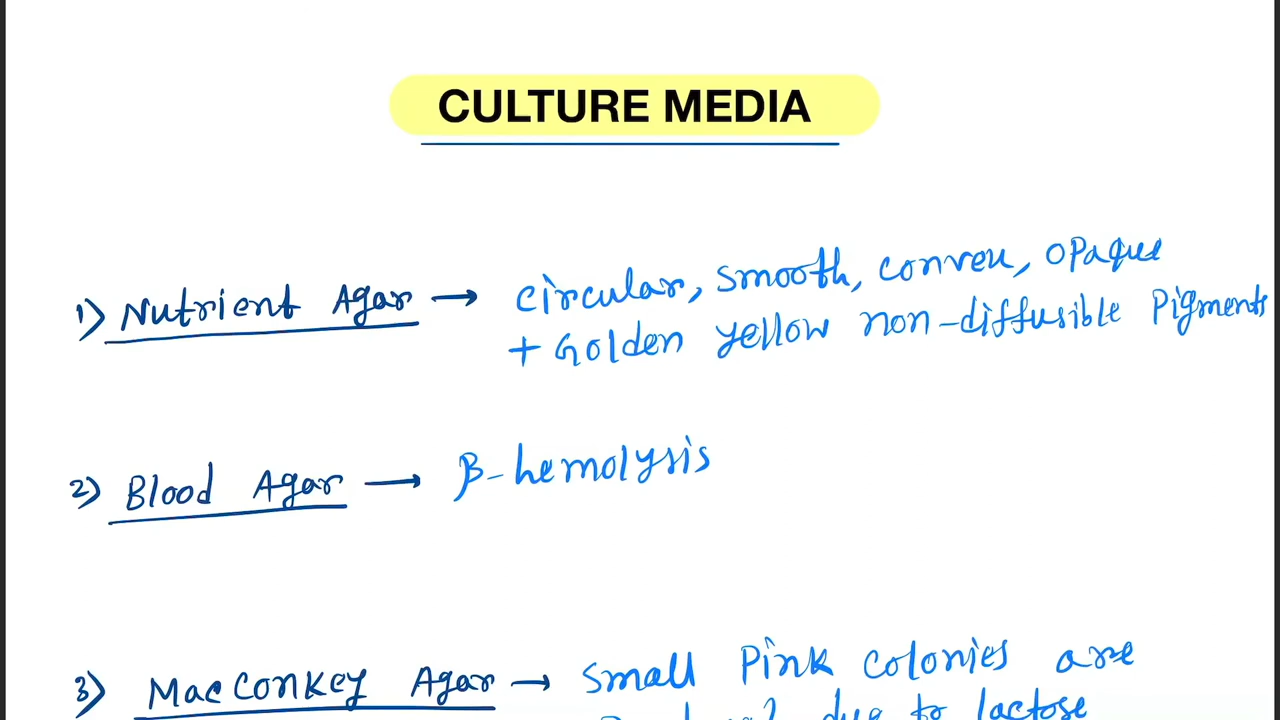 CULTURE MEDIA
1) Nutrient Agar → circular, smooth, convex, opaque
+ Golden yellow non-diffusible Pigments
2) Blood Agar → β-hemolysis
3) MacConkey Agar → Small Pink colonies are
due to lactose